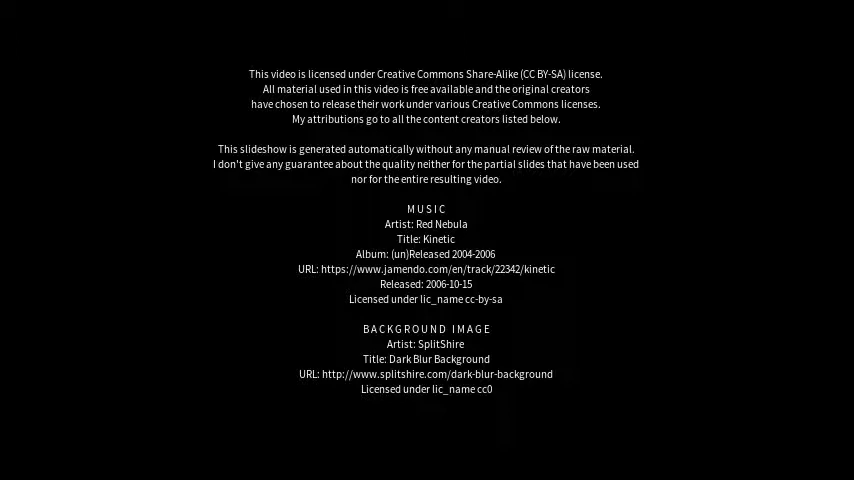 This video is licensed under Creative Commons Share-Alike (CC BY-SA) license.
All material used in this video is free available and the original creators
have chosen to release their work under various Creative Commons licenses.
My attributions go to all the content creators listed below.
This slideshow is generated automatically without any manual review of the raw material.
I don't give any guarantee about the quality neither for the partial slides that have been used
nor for the entire resulting video.
MUSIC
Artist: Red Nebula
Title: Kinetic
Album: (un)Released 2004-2006
URL: https://www.jamendo.com/en/track/22342/kinetic
Released: 2006-10-15
Licensed under lic_name cc-by-sa
BACKGROUND IMAGE
Artist: SplitShire
Title: Dark Blur Background
URL: http://www.splitshire.com/dark-blur-background
Licensed under lic_name cc0